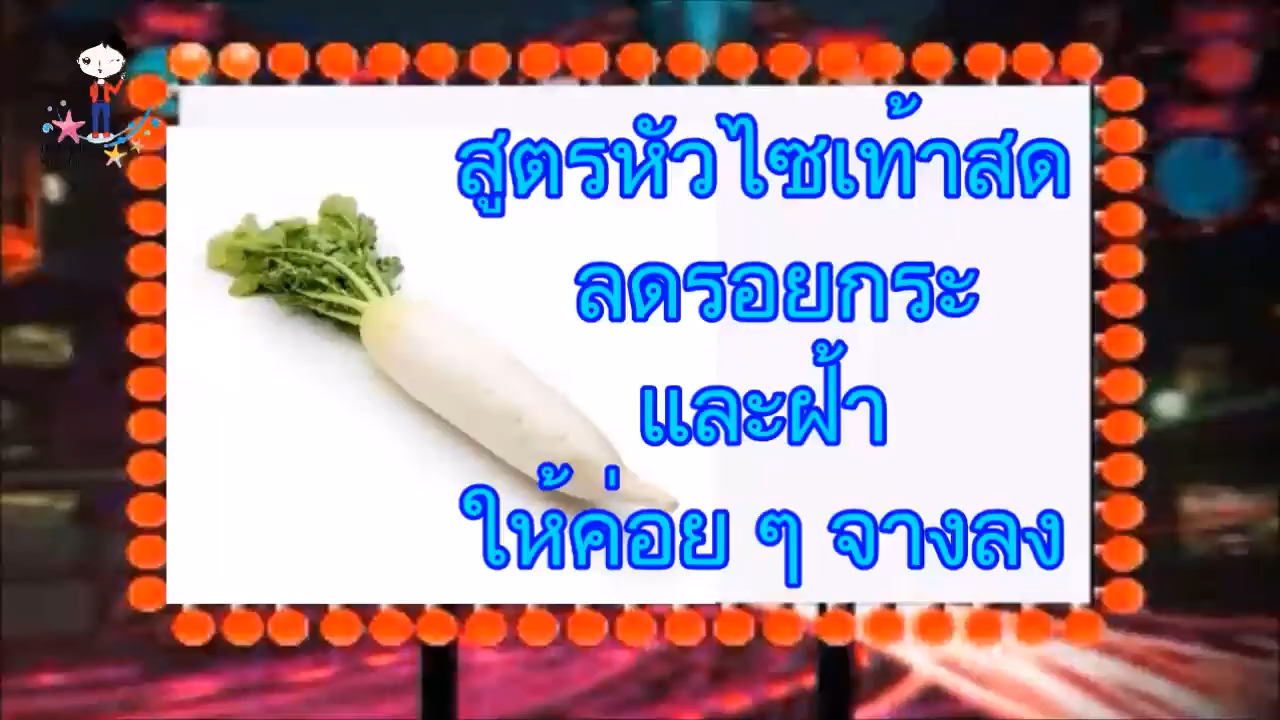 สูตรหัวไชเท้าสด
ลดรอยกระ
และฝ้า
ให้ค่อย ๆ จางลง